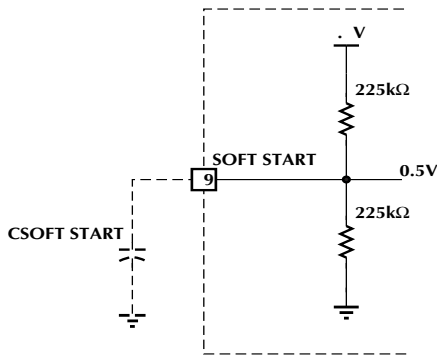 . V
225kΩ
SOFT START
9
0.5V
CSOFT START
225kΩ